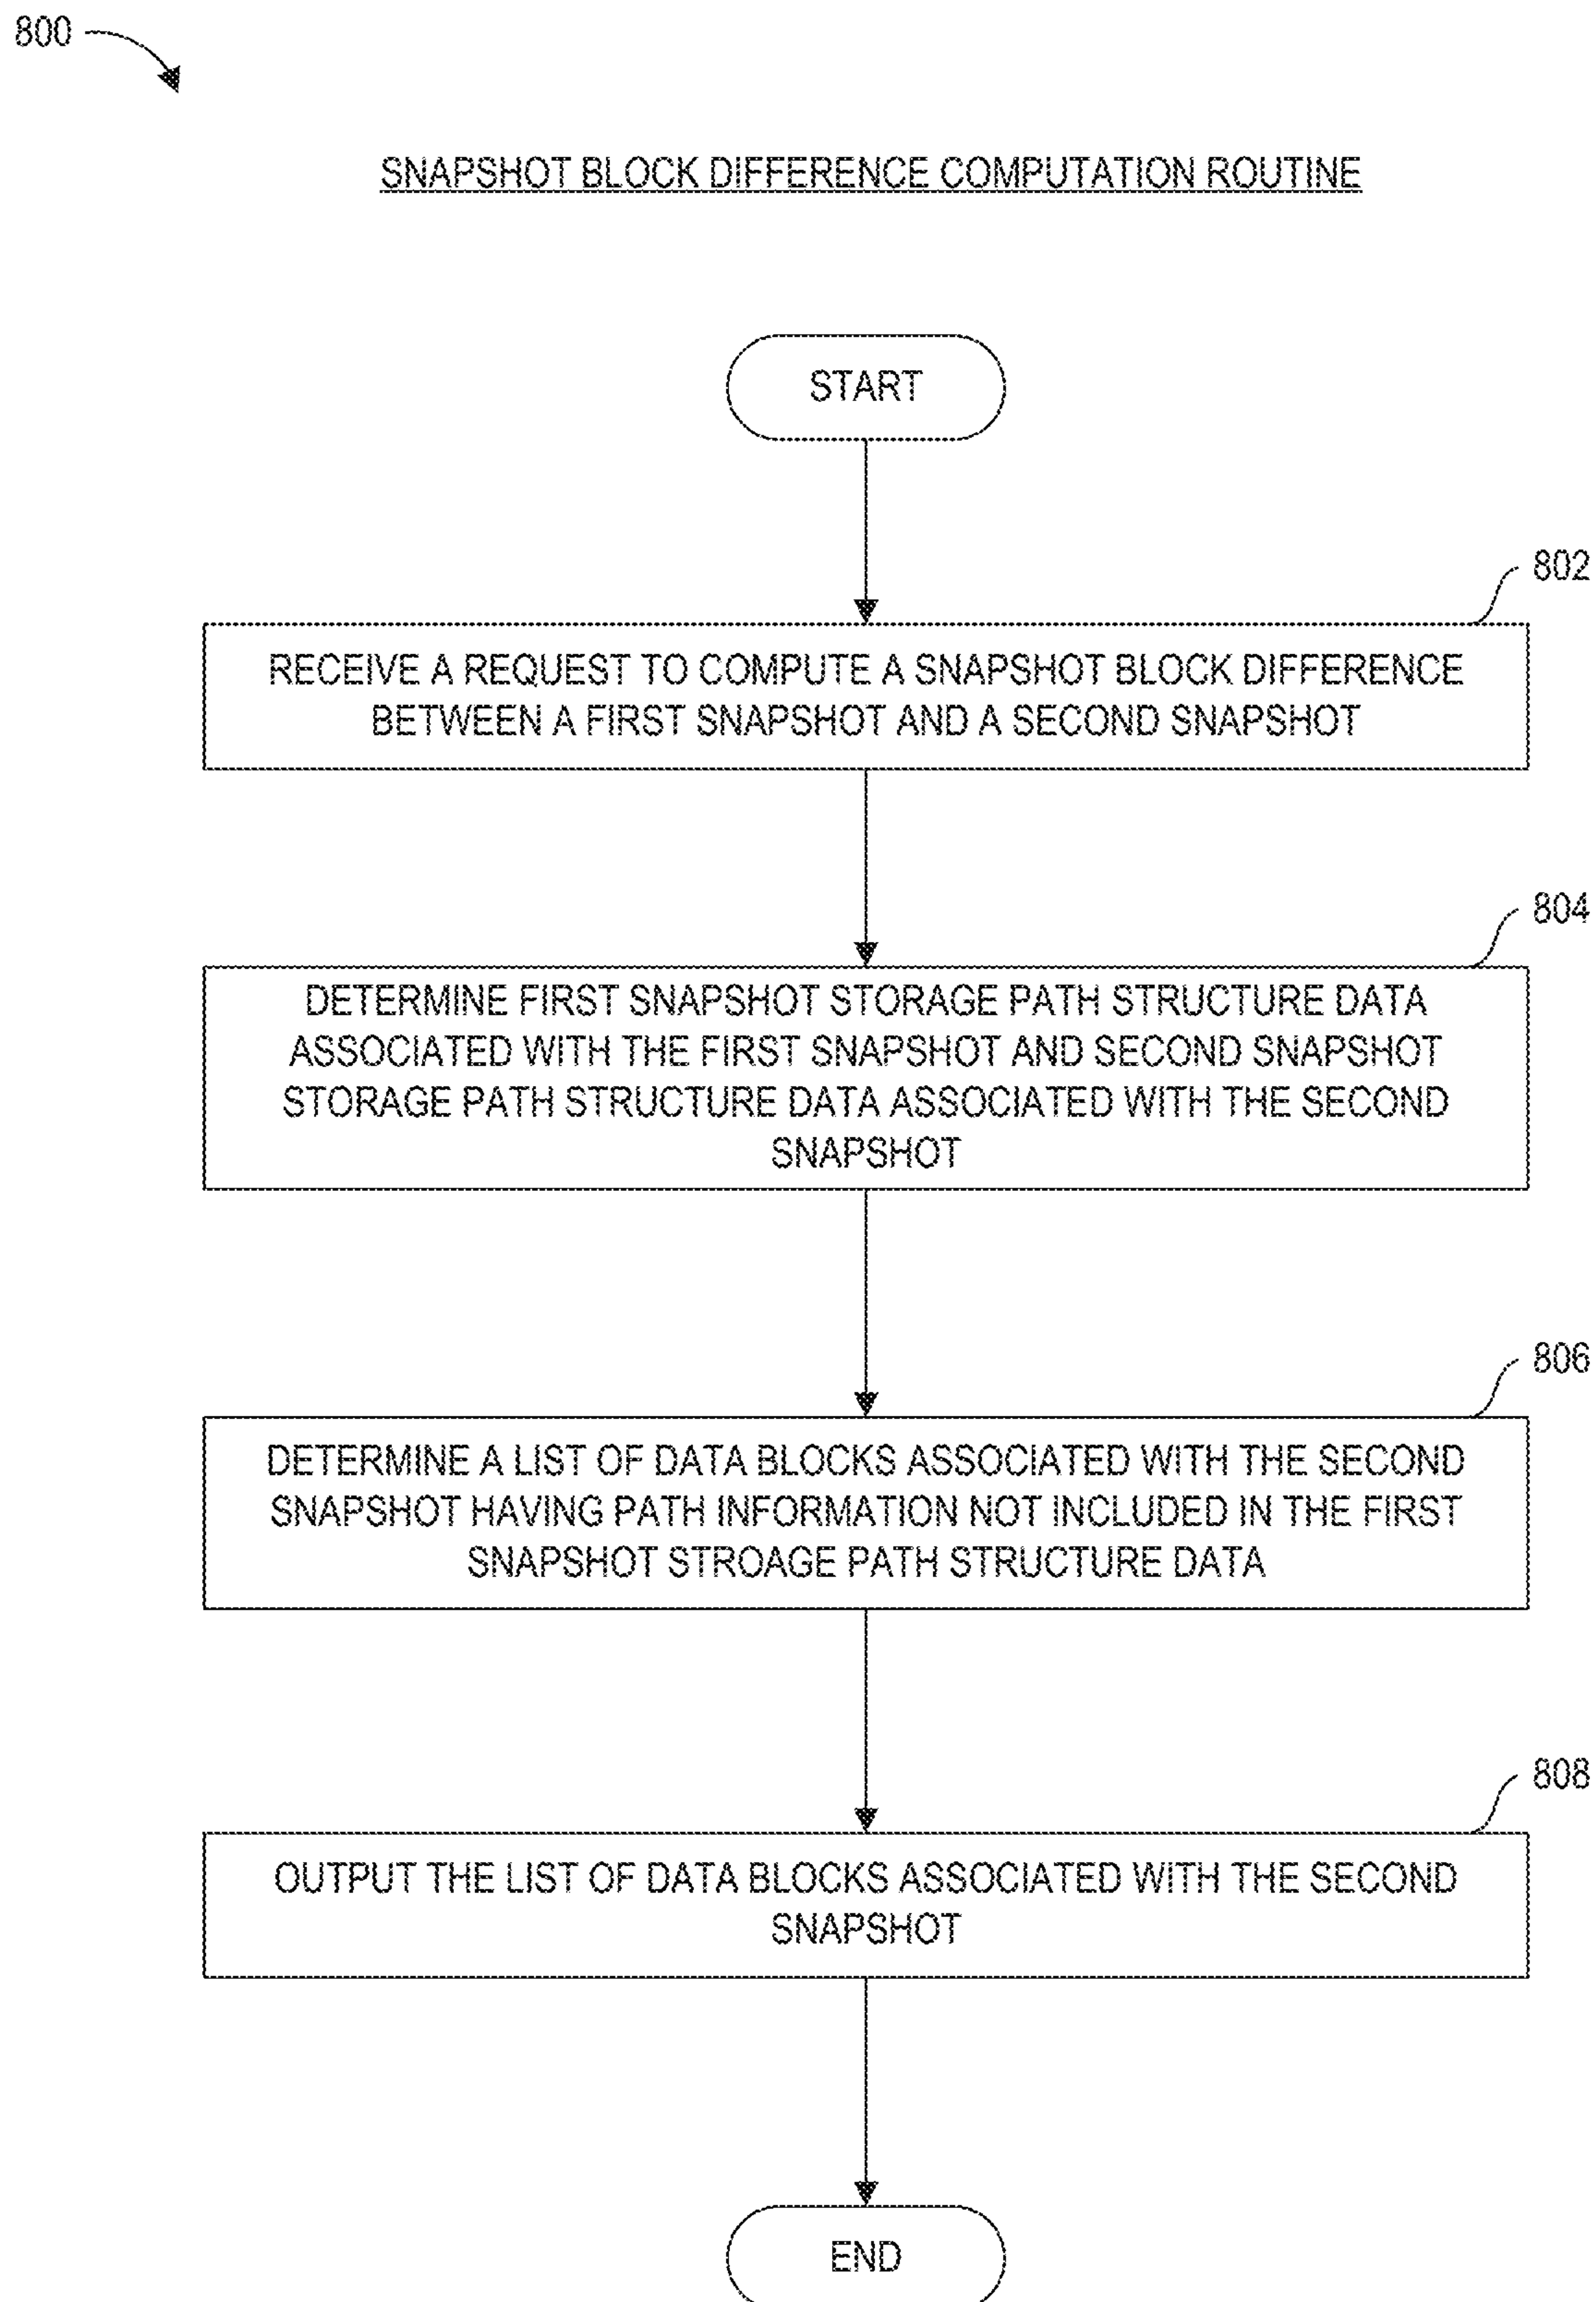 800
SNAPSHOT BLOCK DIFFERENCE COMPUTATION ROUTINE
START
802
RECEIVE A REQUEST TO COMPUTE A SNAPSHOT BLOCK DIFFERENCE
BETWEEN A FIRST SNAPSHOT AND A SECOND SNAPSHOT
804
DETERMINE FIRST SNAPSHOT STORAGE PATH STRUCTURE DATA
ASSOCIATED WITH THE FIRST SNAPSHOT AND SECOND SNAPSHOT
STORAGE PATH STRUCTURE DATA ASSOCIATED WITH THE SECOND
SNAPSHOT
806
DETERMINE A LIST OF DATA BLOCKS ASSOCIATED WITH THE SECOND
SNAPSHOT HAVING PATH INFORMATION NOT INCLUDED IN THE FIRST
SNAPSHOT STROAGE PATH STRUCTURE DATA
808
OUTPUT THE LIST OF DATA BLOCKS ASSOCIATED WITH THE SECOND
SNAPSHOT
END